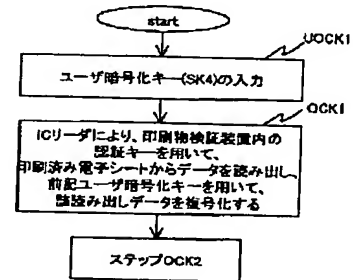 start
UOCK1
ユーザ暗号化キー(SK4)の入力
OCK1
ICリーダにより、印刷物検証装置内の
認証キーを用いて、
印刷済み電子シートからデータを読み出し、
前記ユーザ暗号化キーを用いて、
該読み出しデータを復号化する
ステップOCK2